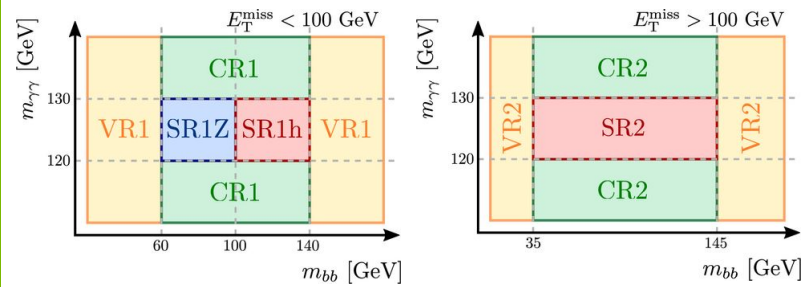 E_T^miss < 100 GeV
m_γγ [GeV]
CR1
130
VR1 SR1Z SR1h VR1
120
CR1
60 100 140
m_bb [GeV]
E_T^miss > 100 GeV
m_γγ [GeV]
CR2
130
VR2 SR2 VR2
120
CR2
35 145
m_bb [GeV]